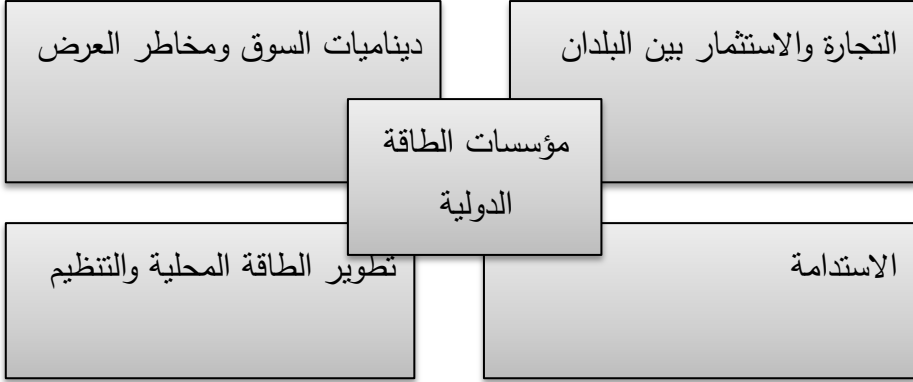 التجارة والاستثمار بين البلدان
ديناميات السوق ومخاطر العرض
مؤسسات الطاقة
الدولية
الاستدامة
تطوير الطاقة المحلية والتنظيم